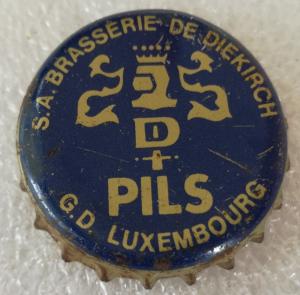 S.A. BRASSERIE DE DIEKIRCH
D
PILS
G.D. LUXEMBOURG